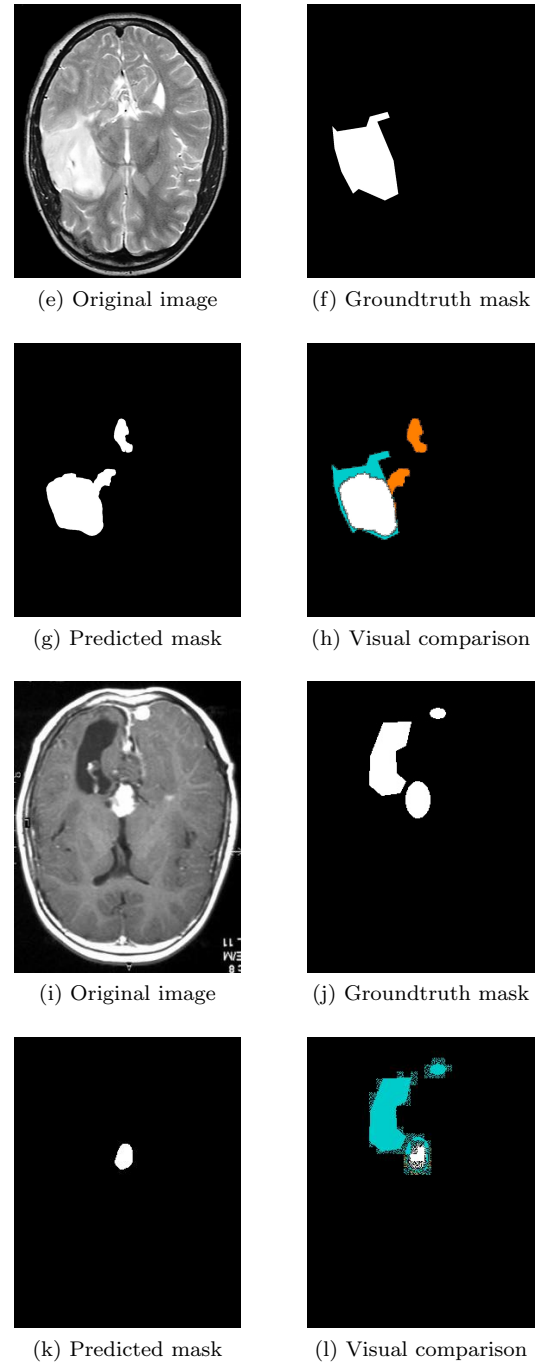 (e) Original image
(f) Groundtruth mask
(g) Predicted mask
(h) Visual comparison
(i) Original image
(j) Groundtruth mask
(k) Predicted mask
(l) Visual comparison